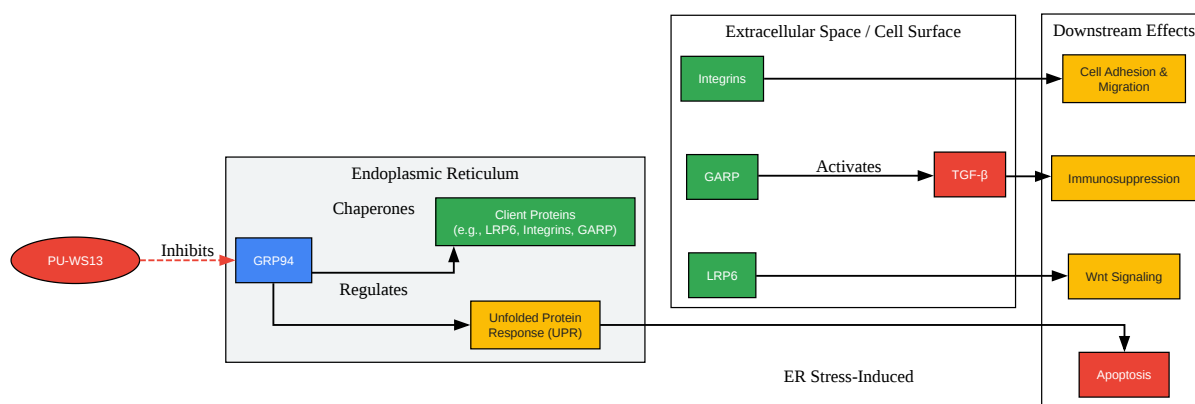 Extracellular Space / Cell Surface
Downstream Effects
Integrins
Cell Adhesion &
Migration
Endoplasmic Reticulum
GARP
Activates
TGF-β
Immunosuppression
Chaperones
Client Proteins
(e.g., LRP6, Integrins, GARP)
PU-WS13
Inhibits
GRP94
Regulates
LRP6
Wnt Signaling
Unfolded Protein
Response (UPR)
ER Stress-Induced
Apoptosis